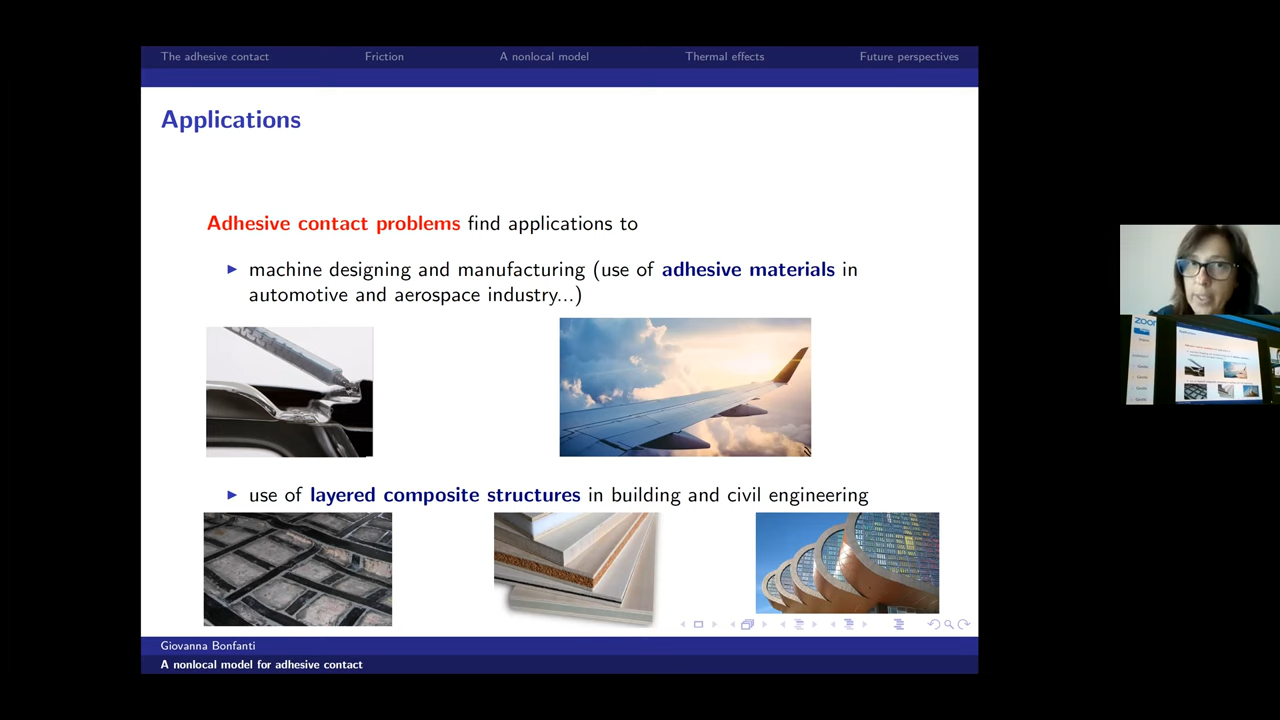 The adhesive contact
Friction
A nonlocal model
Thermal effects
Future perspectives
Applications
Adhesive contact problems find applications to
machine designing and manufacturing (use of adhesive materials in
automotive and aerospace industry...)
use of layered composite structures in building and civil engineering
Giovanna Bonfanti
A nonlocal model for adhesive contact